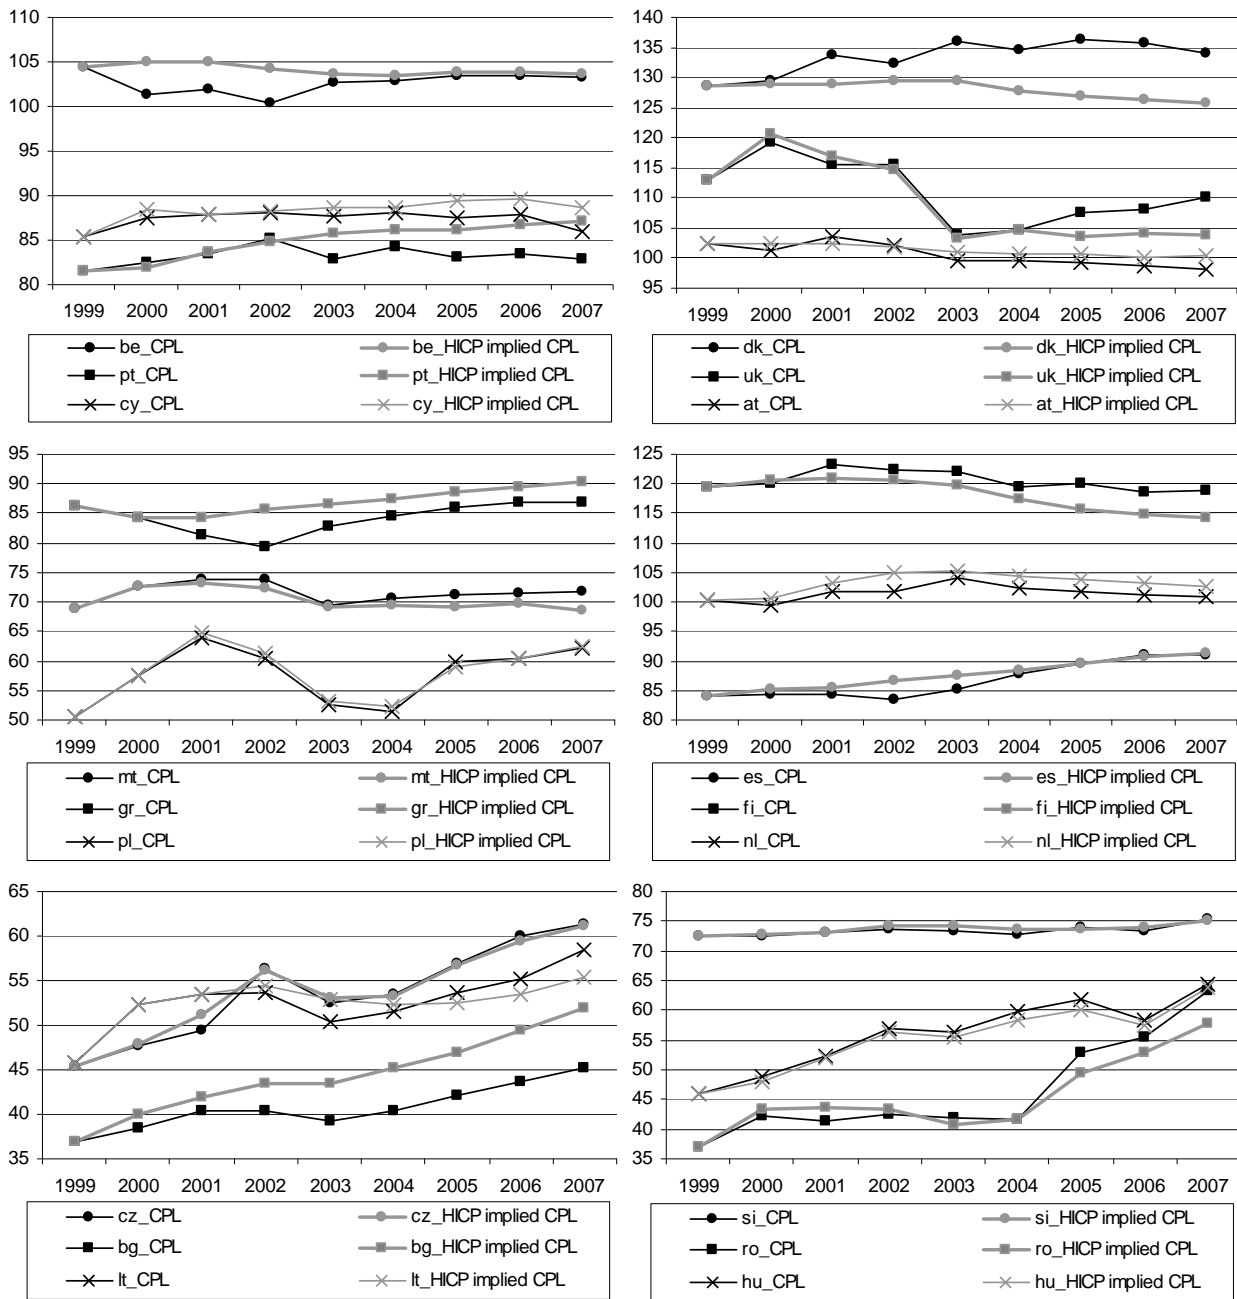 110
105
100
95
90
85
80
1999 2000 2001 2002 2003 2004 2005 2006 2007
be_CPL be_HICP implied CPL
pt_CPL pt_HICP implied CPL
cy_CPL cy_HICP implied CPL
140
135
130
125
120
115
110
105
100
95
1999 2000 2001 2002 2003 2004 2005 2006 2007
dk_CPL dk_HICP implied CPL
uk_CPL uk_HICP implied CPL
at_CPL at_HICP implied CPL
95
90
85
80
75
70
65
60
55
50
1999 2000 2001 2002 2003 2004 2005 2006 2007
mt_CPL mt_HICP implied CPL
gr_CPL gr_HICP implied CPL
pl_CPL pl_HICP implied CPL
125
120
115
110
105
100
95
90
85
80
1999 2000 2001 2002 2003 2004 2005 2006 2007
es_CPL es_HICP implied CPL
fi_CPL fi_HICP implied CPL
nl_CPL nl_HICP implied CPL
65
60
55
50
45
40
35
1999 2000 2001 2002 2003 2004 2005 2006 2007
cz_CPL cz_HICP implied CPL
bg_CPL bg_HICP implied CPL
lt_CPL lt_HICP implied CPL
80
75
70
65
60
55
50
45
40
35
1999 2000 2001 2002 2003 2004 2005 2006 2007
si_CPL si_HICP implied CPL
ro_CPL ro_HICP implied CPL
hu_CPL hu_HICP implied CPL